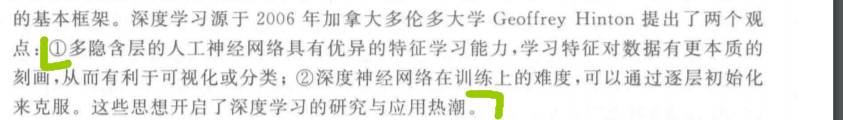 的基本框架。深度学习源于 2006 年加拿大多伦多大学 Geoffrey Hinton 提出了两个观
点：①多隐含层的人工神经网络具有优异的特征学习能力,学习特征对数据有更本质的
刻画,从而有利于可视化或分类；②深度神经网络在训练上的难度,可以通过逐层初始化
来克服。这些思想开启了深度学习的研究与应用热潮。